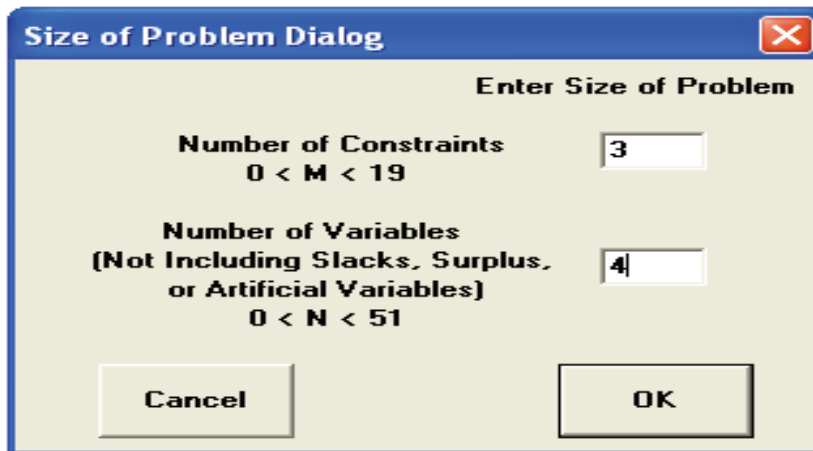 Size of Problem Dialog
Enter Size of Problem
Number of Constraints
0 < M < 19
3
Number of Variables
(Not Including Slacks, Surplus,
or Artificial Variables)
0 < N < 51
4
Cancel
OK